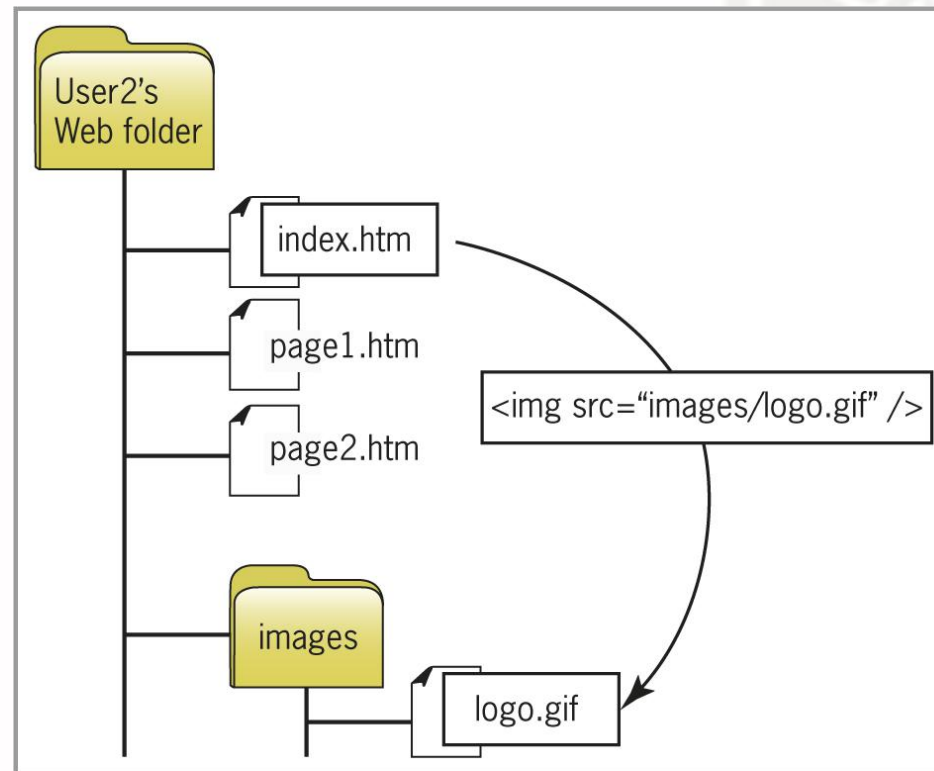 User2's
Web folder
index.htm
page1.htm
<img src=“images/logo.gif” />
page2.htm
images
logo.gif